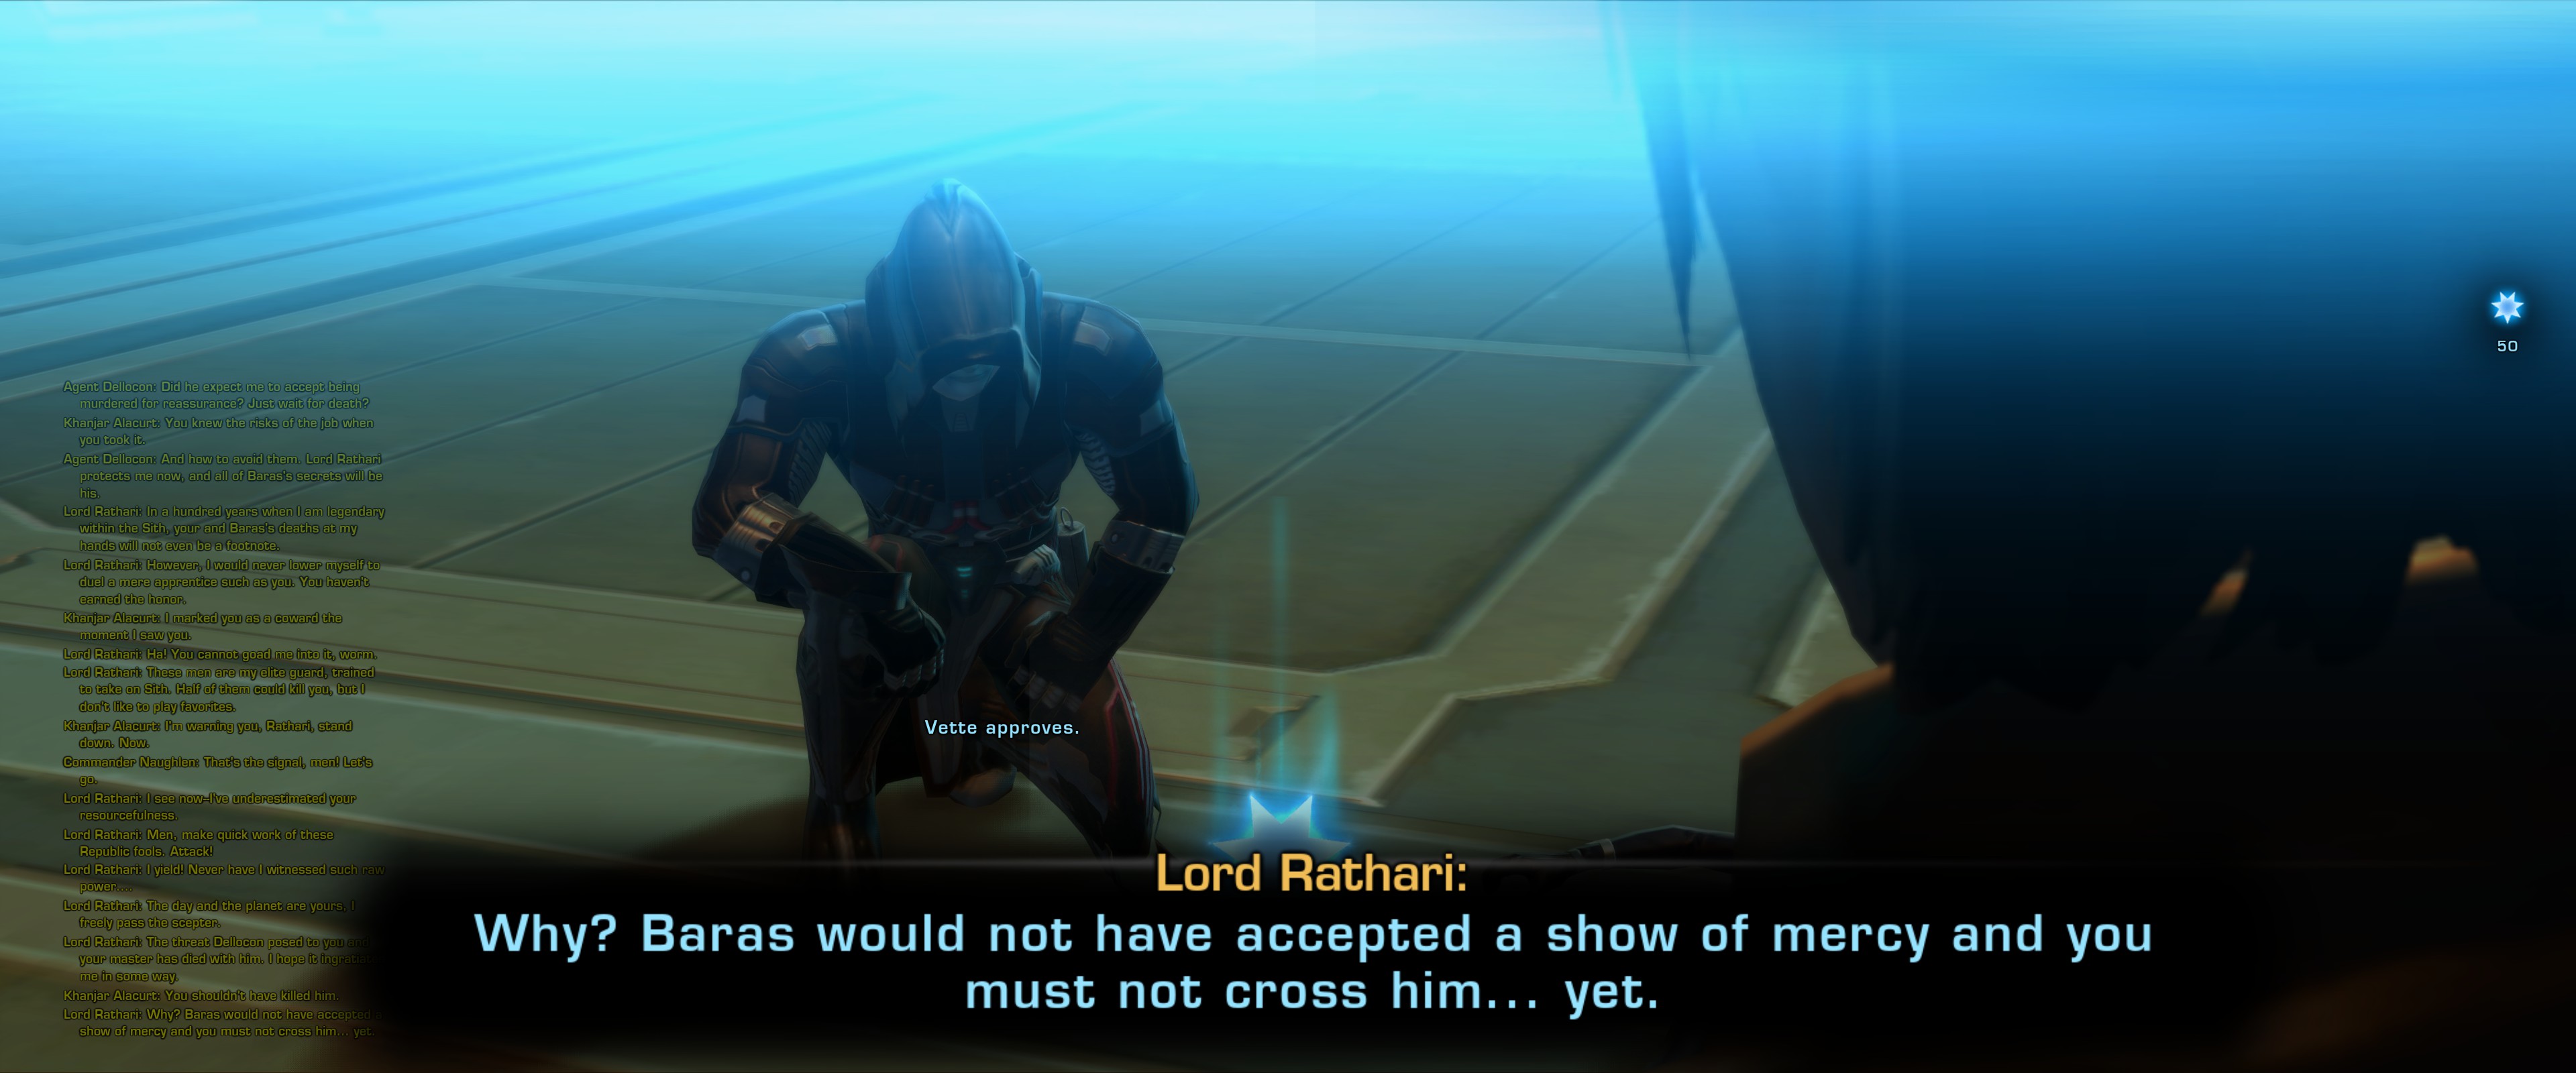 Agent Dellocon: Did he expect me to accept being
murdered for reassurance? Just wait for death?
Khanjar Alacurt: You knew the risks of the job when
you took it.
Agent Dellocon: And how to avoid them. Lord Rathari
protects me now, and all of Baras's secrets will be
his.
Lord Rathari: In a hundred years when I am legendary
within the Sith, your and Baras's deaths at my
hands will not even be a footnote.
Lord Rathari: However, I would never lower myself to
duel a mere apprentice such as you. You haven't
earned the honor.
Khanjar Alacurt: I marked you as a coward the
moment I saw you.
Lord Rathari: Ha! You cannot goad me into it, worm.
Lord Rathari: These men are my elite guard, trained
to take on Sith. Half of them could kill you, but I
don't like to play favorites.
Khanjar Alacurt: I'm warning you, Rathari, stand
down. Now.
Commander Naughlen: That's the signal, men! Let's
go.
Lord Rathari: I see now–I've underestimated your
resourcefulness.
Lord Rathari: Men, make quick work of these
Republic fools. Attack!
Lord Rathari: I yield! Never have I witnessed such raw
power....
Lord Rathari: The day and the planet are yours, I
freely pass the scepter.
Lord Rathari: The threat Dellocon posed to you and
your master has died with him. I hope it ingratiates
me in some way.
Khanjar Alacurt: You shouldn't have killed him.
Lord Rathari: Why? Baras would not have accepted a
show of mercy and you must not cross him... yet.
50
Vette approves.
Lord Rathari:
Why? Baras would not have accepted a show of mercy and you
must not cross him... yet.